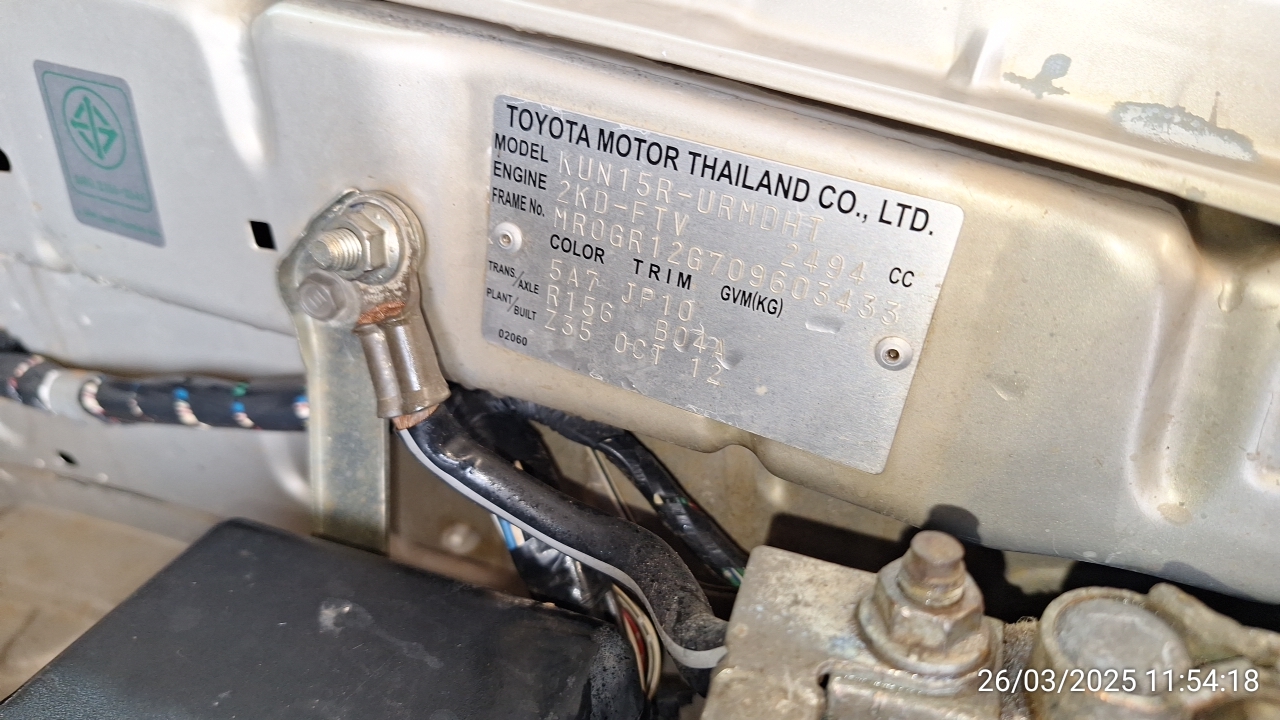 TOYOTA MOTOR THAILAND CO., LTD.
MODEL KUN15R-URMDHT
ENGINE 2KD-FTV 2494 CC
FRAME No. MR0GR12G709603433
COLOR TRIM GVM(KG)
5A7 JP10
TRANS./AXLE R156 B04A
PLANT/BUILT Z35 OCT 12
02060
26/03/2025 11:54:18